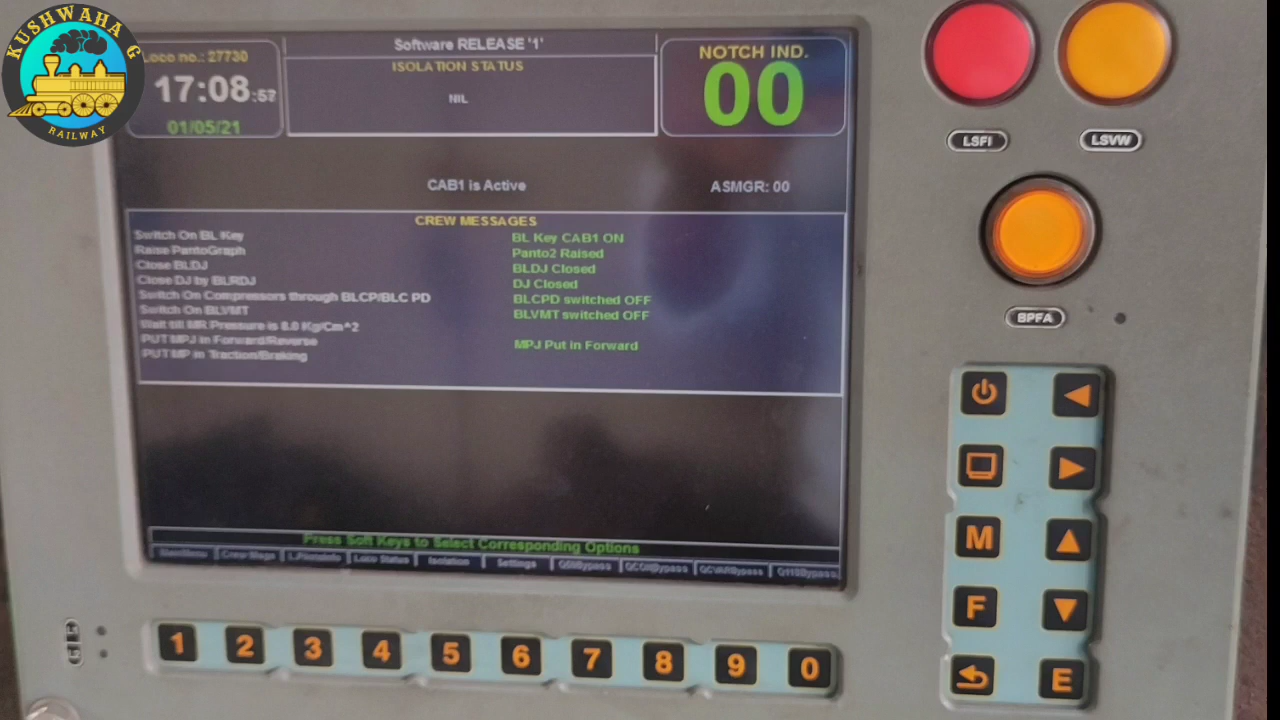 KUSHWAHA G
RAILWAY
Loco no.: 27730
17:08:57
01/05/21
Software RELEASE '1'
ISOLATION STATUS
NIL
NOTCH IND.
00
CAB1 is Active
ASMGR: 00
CREW MESSAGES
Switch On BL Key BL Key CAB1 ON
Raise PantoGraph Panto2 Raised
Close BLDJ BLDJ Closed
Close DJ by BLRDJ DJ Closed
Switch On Compressors through BLCP/BLC PD BLCPD switched OFF
Switch On BLVMT BLVMT switched OFF
Wait till MR Pressure is 8.0 Kg/Cm^2
PUT MPJ in Forward/Reverse MPJ Put in Forward
PUT MP in Traction/Braking
Press Soft Keys to Select Corresponding Options
MainMenu Crew Msgs Loco Status Isolation Settings QCVARBypass Q118Bypass
1 2 3 4 5 6 7 8 9 0
LSFI
LSVW
BPFA
M
F
E